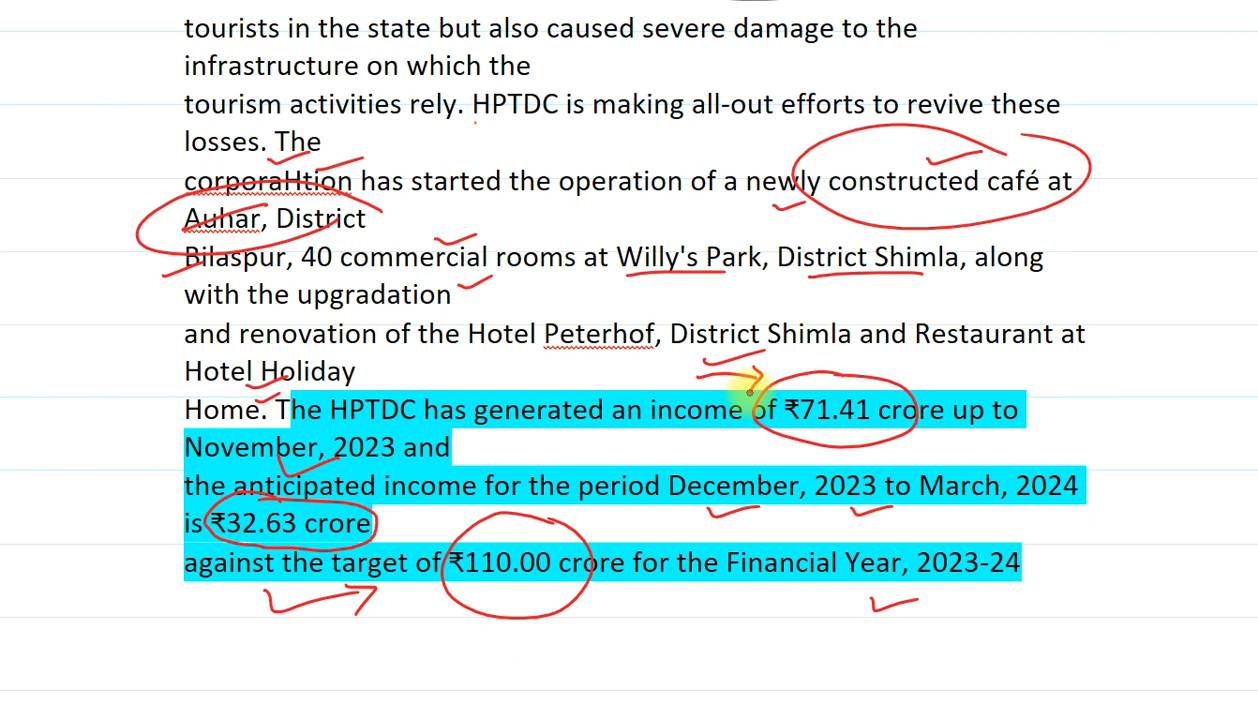 tourists in the state but also caused severe damage to the
infrastructure on which the
tourism activities rely. HPTDC is making all-out efforts to revive these
losses. The
corporaHtion has started the operation of a newly constructed café at
Auhar, District
Bilaspur, 40 commercial rooms at Willy's Park, District Shimla, along
with the upgradation
and renovation of the Hotel Peterhof, District Shimla and Restaurant at
Hotel Holiday
Home. The HPTDC has generated an income of ₹71.41 crore up to
November, 2023 and
the anticipated income for the period December, 2023 to March, 2024
is ₹32.63 crore
against the target of ₹110.00 crore for the Financial Year, 2023-24